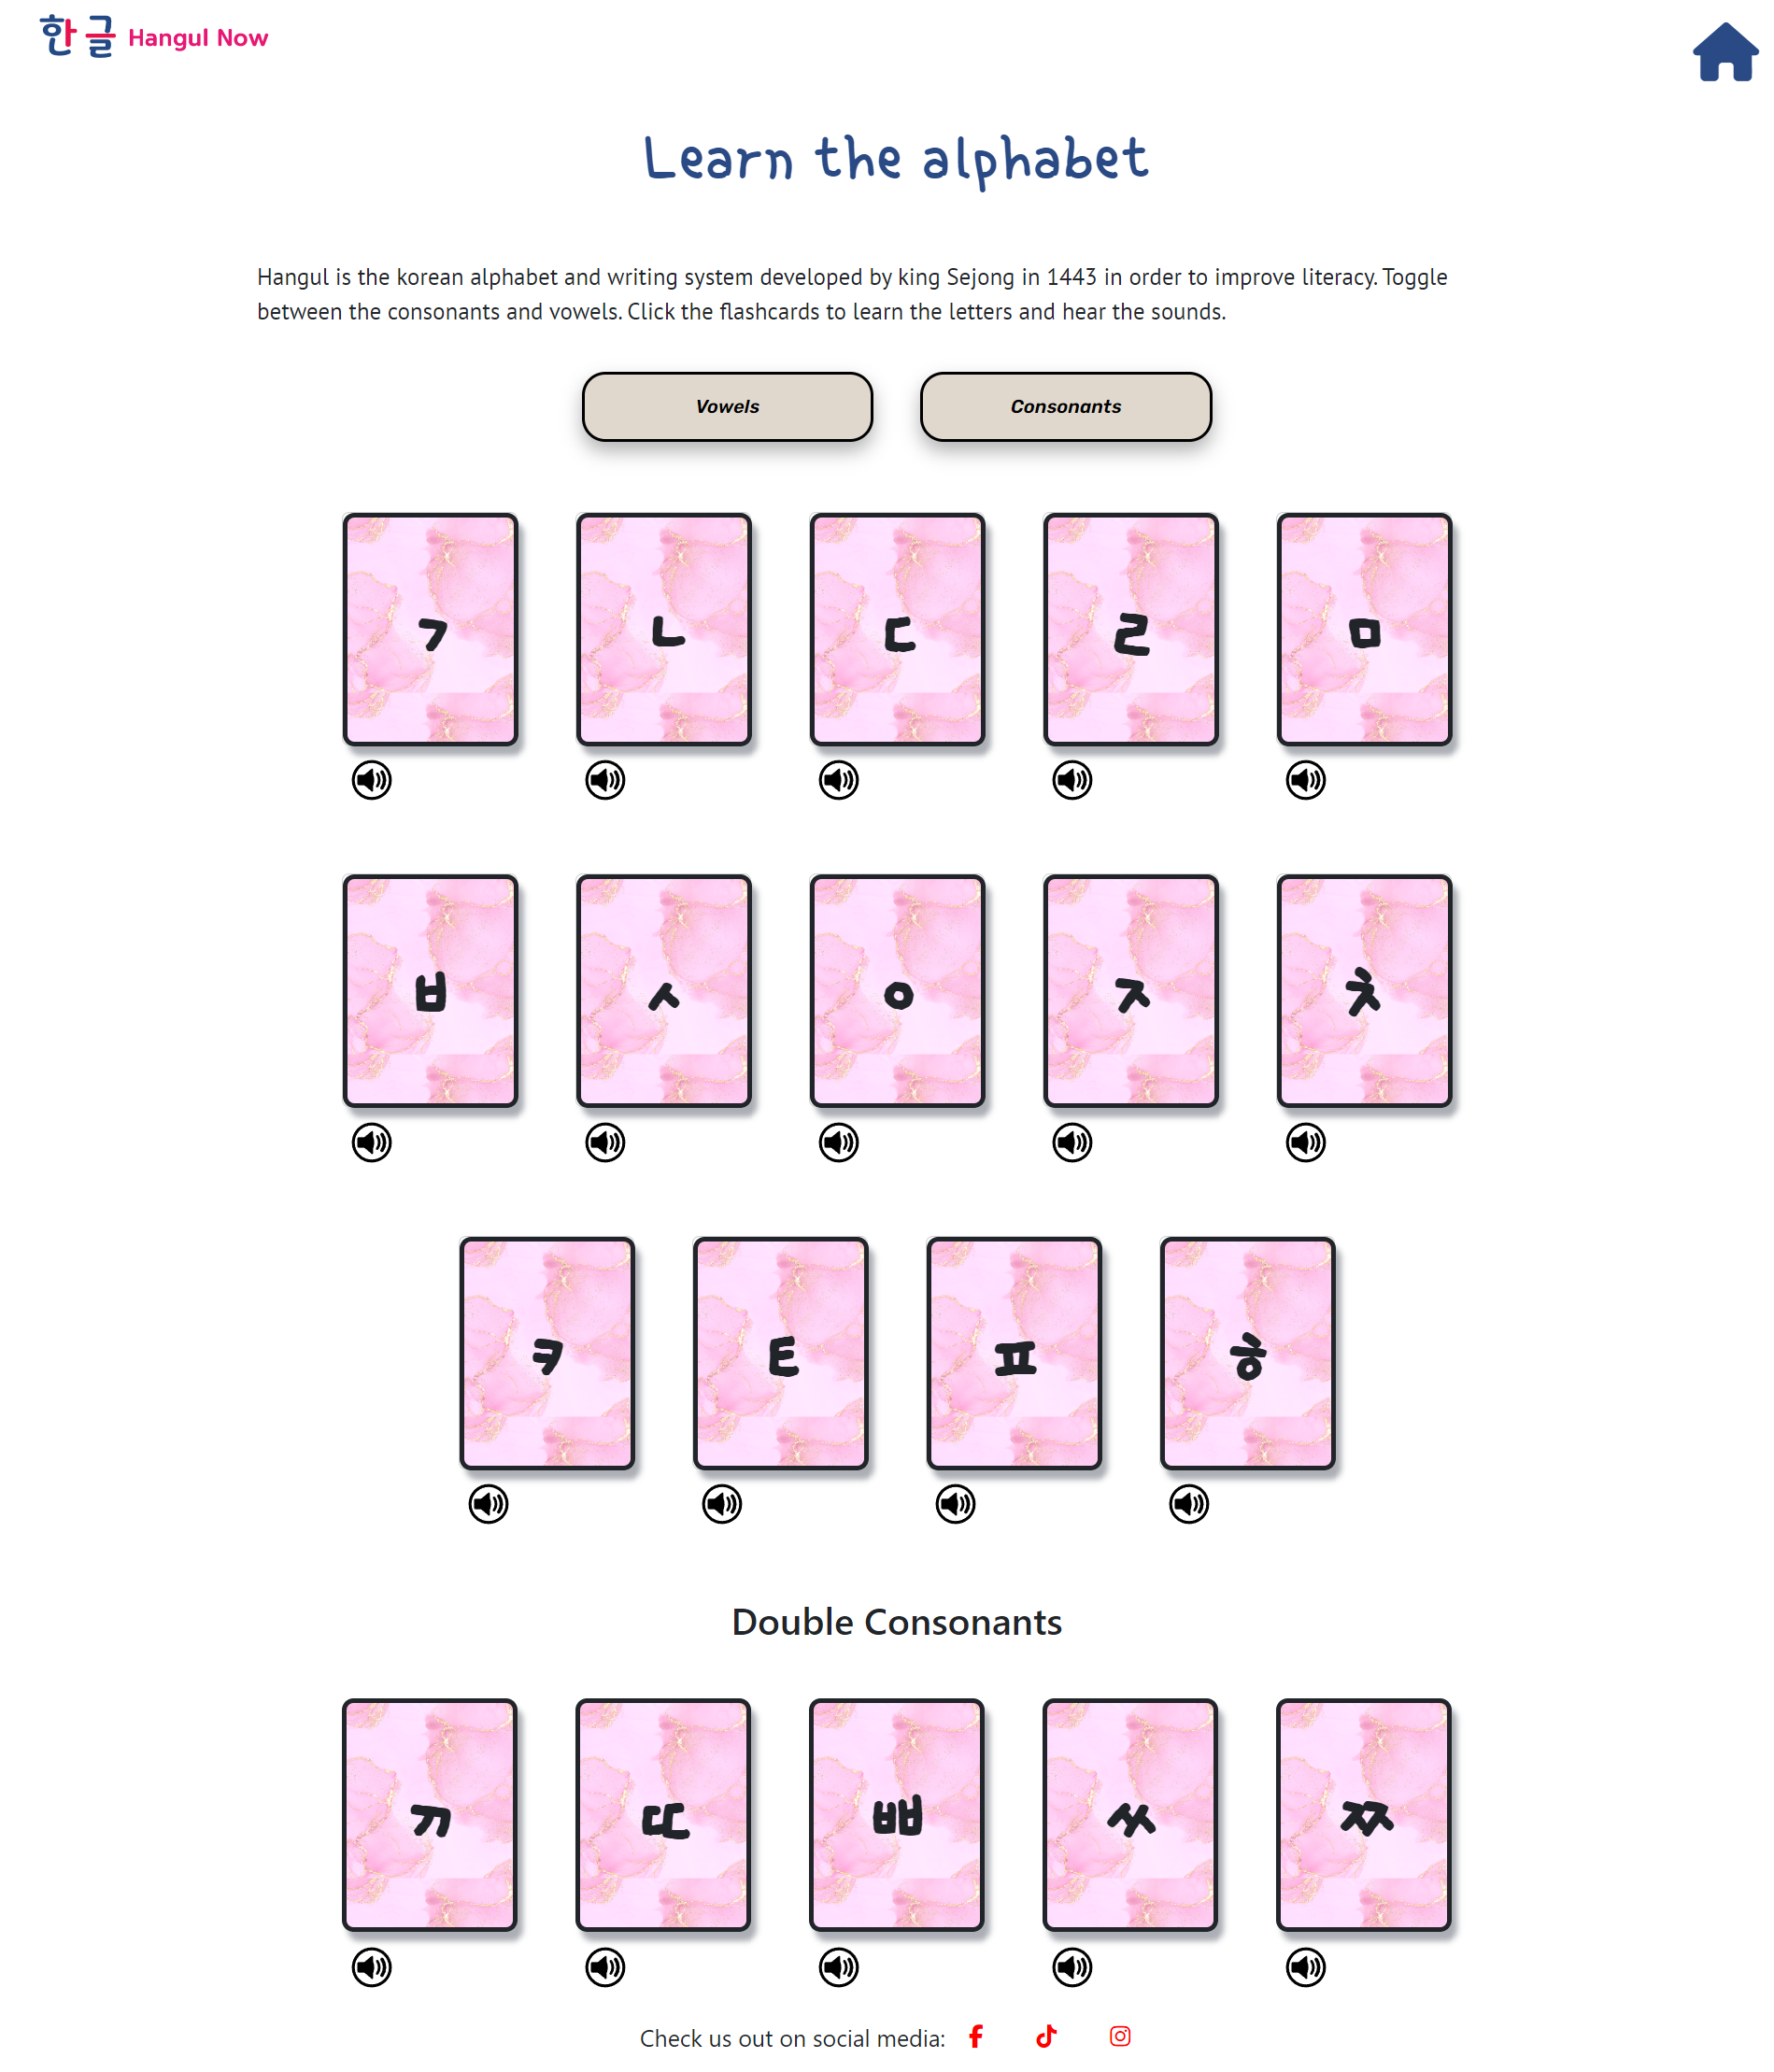 한글 Hangul Now
Learn the alphabet
Hangul is the korean alphabet and writing system developed by king Sejong in 1443 in order to improve literacy. Toggle
between the consonants and vowels. Click the flashcards to learn the letters and hear the sounds.
Vowels Consonants
ㄱ ㄴ ㄷ ㄹ ㅁ
ㅂ ㅅ ㅇ ㅈ ㅊ
ㅋ ㅌ ㅍ ㅎ
Double Consonants
ㄲ ㄸ ㅃ ㅆ ㅉ
Check us out on social media: